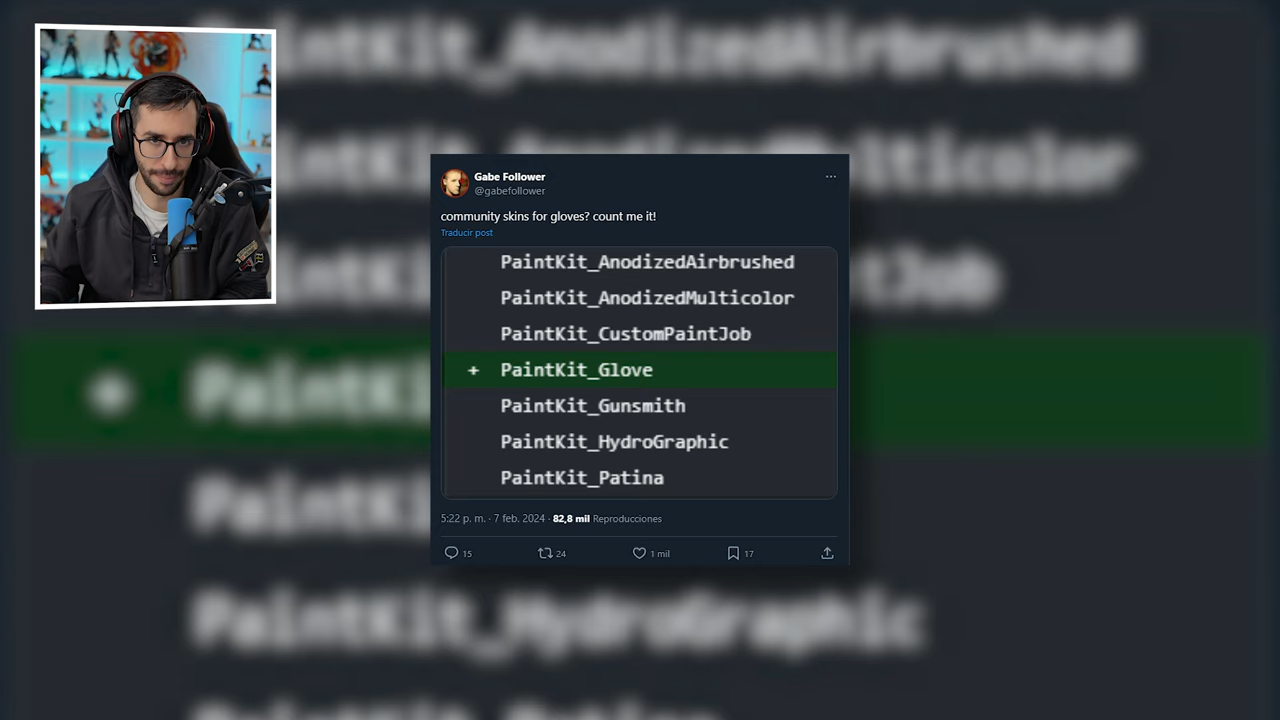 Gabe Follower
@gabefollower
community skins for gloves? count me it!
Traducir post
PaintKit_AnodizedAirbrushed
PaintKit_AnodizedMulticolor
PaintKit_CustomPaintJob
+ PaintKit_Glove
PaintKit_Gunsmith
PaintKit_HydroGraphic
PaintKit_Patina
5:22 p. m. · 7 feb. 2024 · 82,8 mil Reproducciones
15 24 1 mil 17